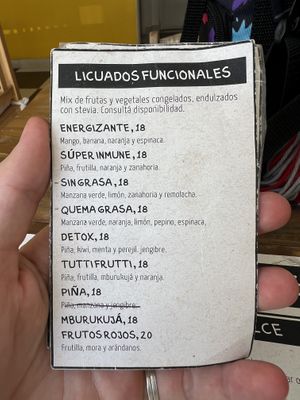 LICUADOS FUNCIONALES
Mix de frutas y vegetales congelados, endulzados
con stevia. Consultá disponibilidad.
ENERGIZANTE, 18
Mango, banana, naranja y espinaca.
SÚPER INMUNE, 18
Piña, frutilla, naranja y zanahoria.
- SIN GRASA, 18
Manzana verde, limón, zanahoria y remolacha.
- QUEMA GRASA, 18
Manzana verde, naranja, limón, pepino, espinaca,
DETOX, 18
Piña, kiwi, menta y perejil. jengibre.
TUTTI FRUTTI, 18
Piña, frutilla, mburukujá y naranja.
PIÑA, 18
Piña, manzana y jengibre.
MBURUKUJÁ, 18
FRUTOS ROJOS, 20
Frutilla, mora y arándanos.
LCE